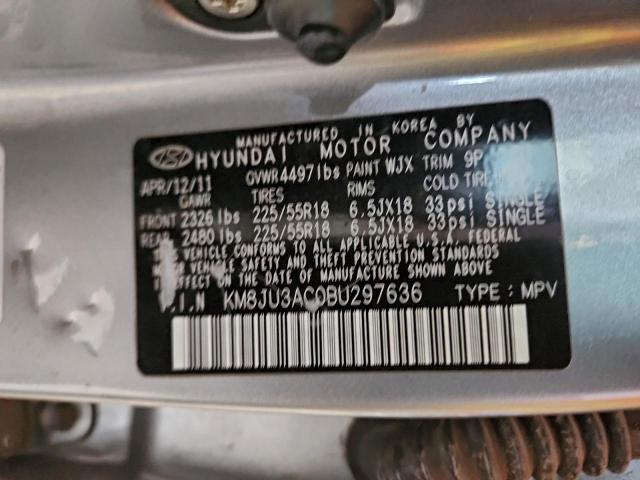 MANUFACTURED IN KOREA BY
HYUNDAI MOTOR COMPANY
APR/12/11 GVWR 4497lbs PAINT WJX TRIM 9P
GAWR TIRES RIMS COLD TIRE
FRONT 2326 lbs 225/55R18 6.5JX18 33psi SINGLE
REAR 2480 lbs 225/55R18 6.5JX18 33psi SINGLE
THIS VEHICLE CONFORMS TO ALL APPLICABLE U.S.A. FEDERAL
VEHICLE SAFETY AND THEFT PREVENTION STANDARDS
EFFECT ON THE DATE OF MANUFACTURE SHOWN ABOVE
V.I.N KM8JU3AC0BU297636 TYPE : MPV